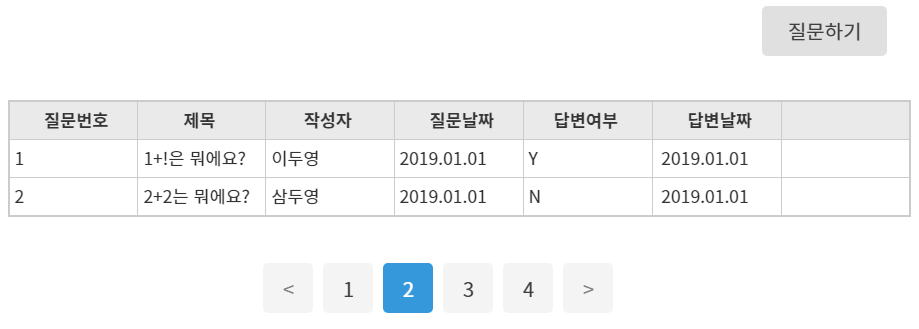 질문하기
질문번호 제목 작성자 질문날짜 답변여부 답변날짜
1 1+!은 뭐에요? 이두영 2019.01.01 Y 2019.01.01
2 2+2는 뭐에요? 삼두영 2019.01.01 N 2019.01.01
< 1 2 3 4 >